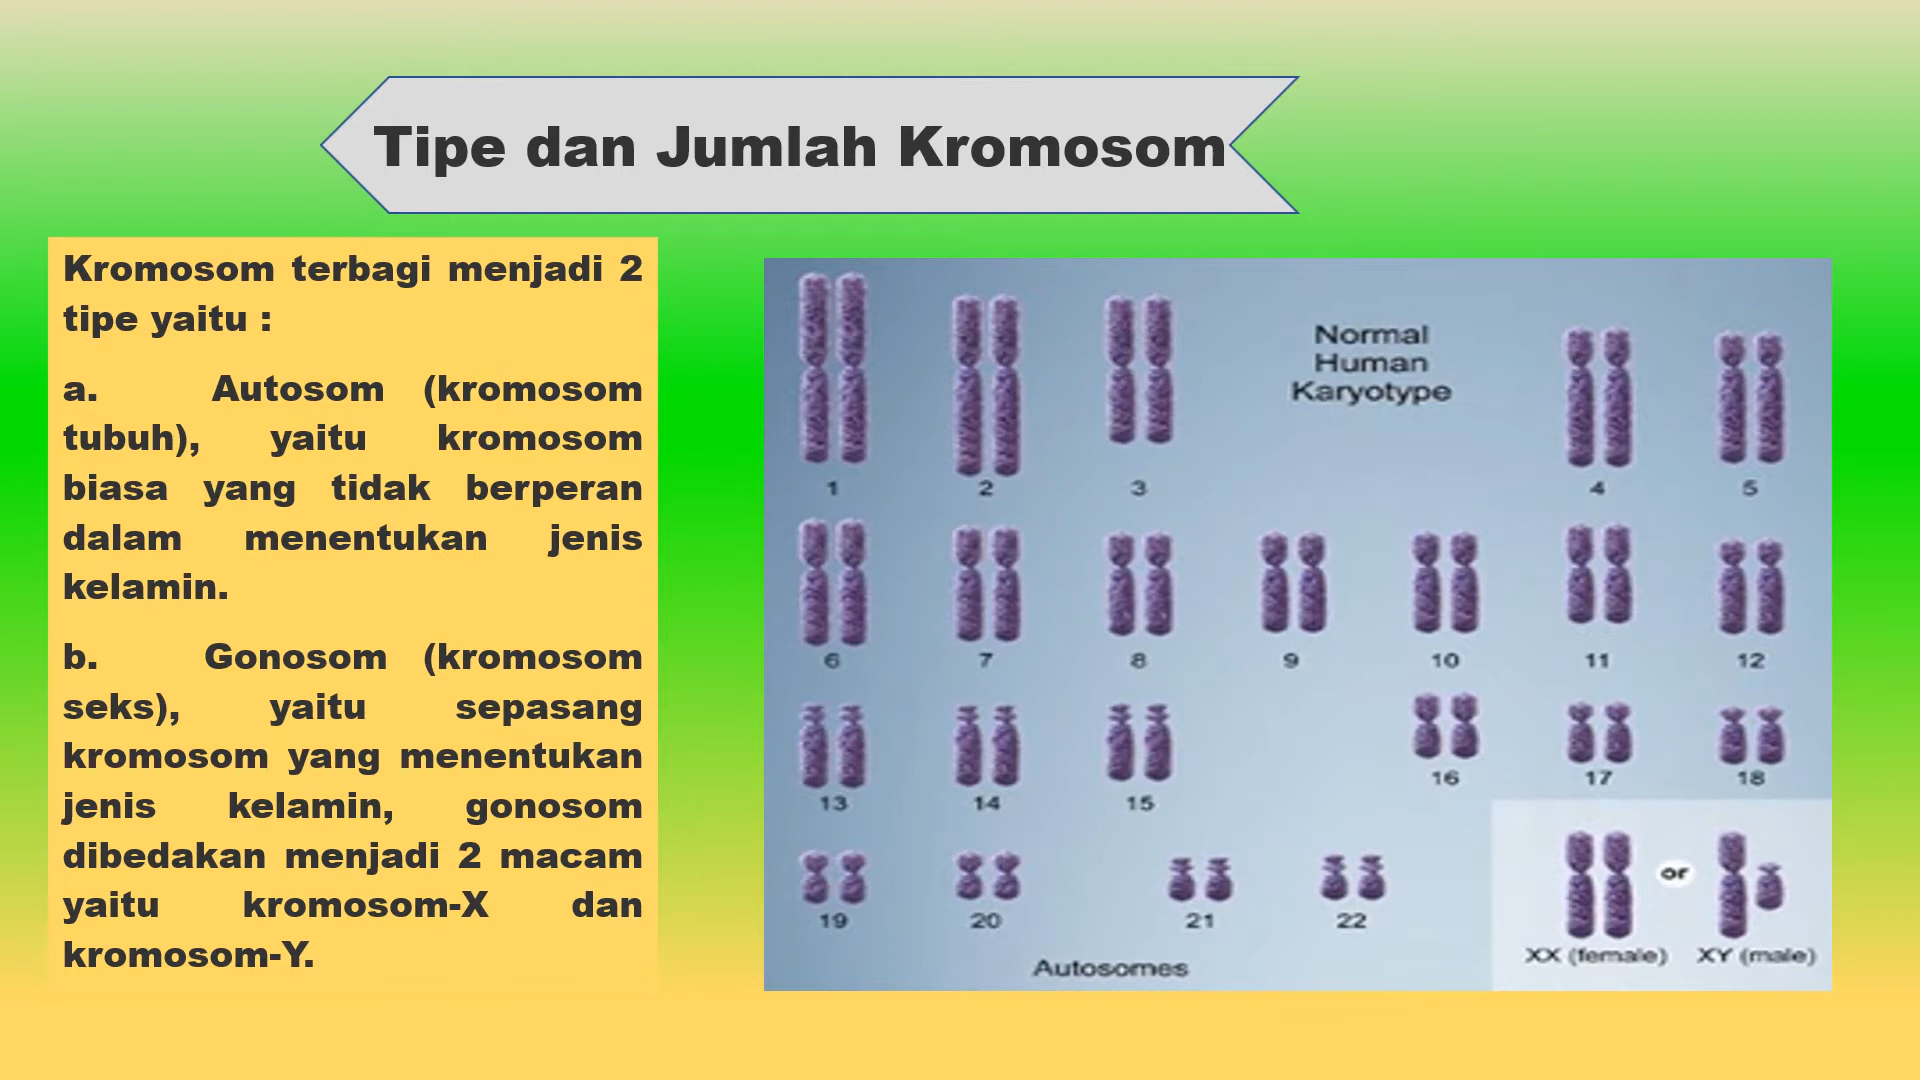 Tipe dan Jumlah Kromosom
Kromosom terbagi menjadi 2
tipe yaitu :
a. Autosom (kromosom
tubuh), yaitu kromosom
biasa yang tidak berperan
dalam menentukan jenis
kelamin.
b. Gonosom (kromosom
seks), yaitu sepasang
kromosom yang menentukan
jenis kelamin, gonosom
dibedakan menjadi 2 macam
yaitu kromosom-X dan
kromosom-Y.
Normal
Human
Karyotype
1 2 3 4 5
6 7 8 9 10 11 12
13 14 15 16 17 18
19 20 21 22
or
XX (female) XY (male)
Autosomes